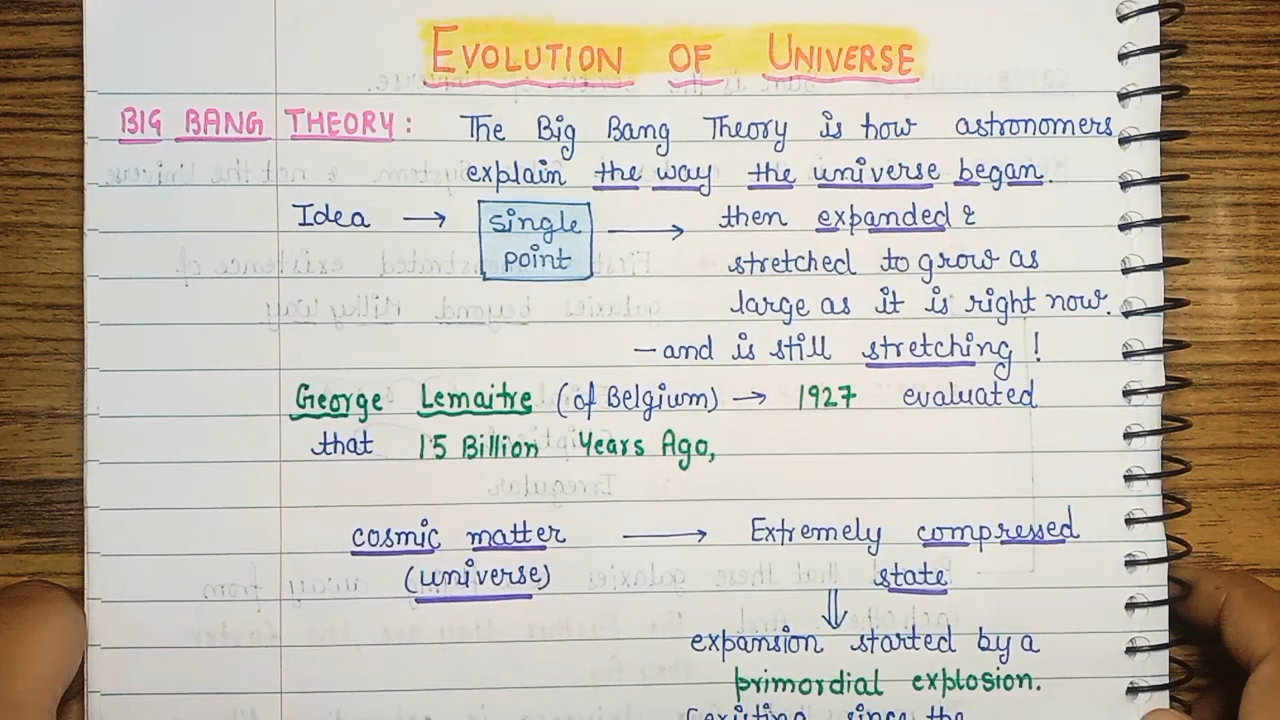 EVOLUTION OF UNIVERSE
BIG BANG THEORY: The Big Bang Theory is how astronomers
explain the way the universe began.
Idea → single point → then expanded &
stretched to grow as
large as it is right now.
- and is still stretching!
George Lemaitre (of Belgium) → 1927 evaluated
that 15 Billion Years Ago,
cosmic matter (universe) → Extremely compressed
state
⇓
expansion started by a
primordial explosion.
(existing since the